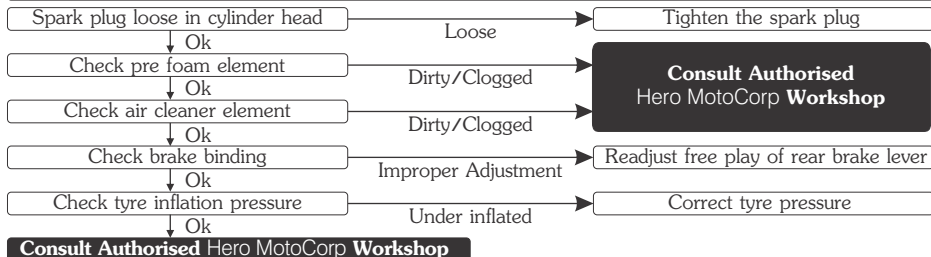 Spark plug loose in cylinder head
Loose
Tighten the spark plug
Ok
Check pre foam element
Dirty/Clogged
Consult Authorised
Hero MotoCorp Workshop
Ok
Check air cleaner element
Dirty/Clogged
Ok
Check brake binding
Improper Adjustment
Readjust free play of rear brake lever
Ok
Check tyre inflation pressure
Under inflated
Correct tyre pressure
Ok
Consult Authorised Hero MotoCorp Workshop